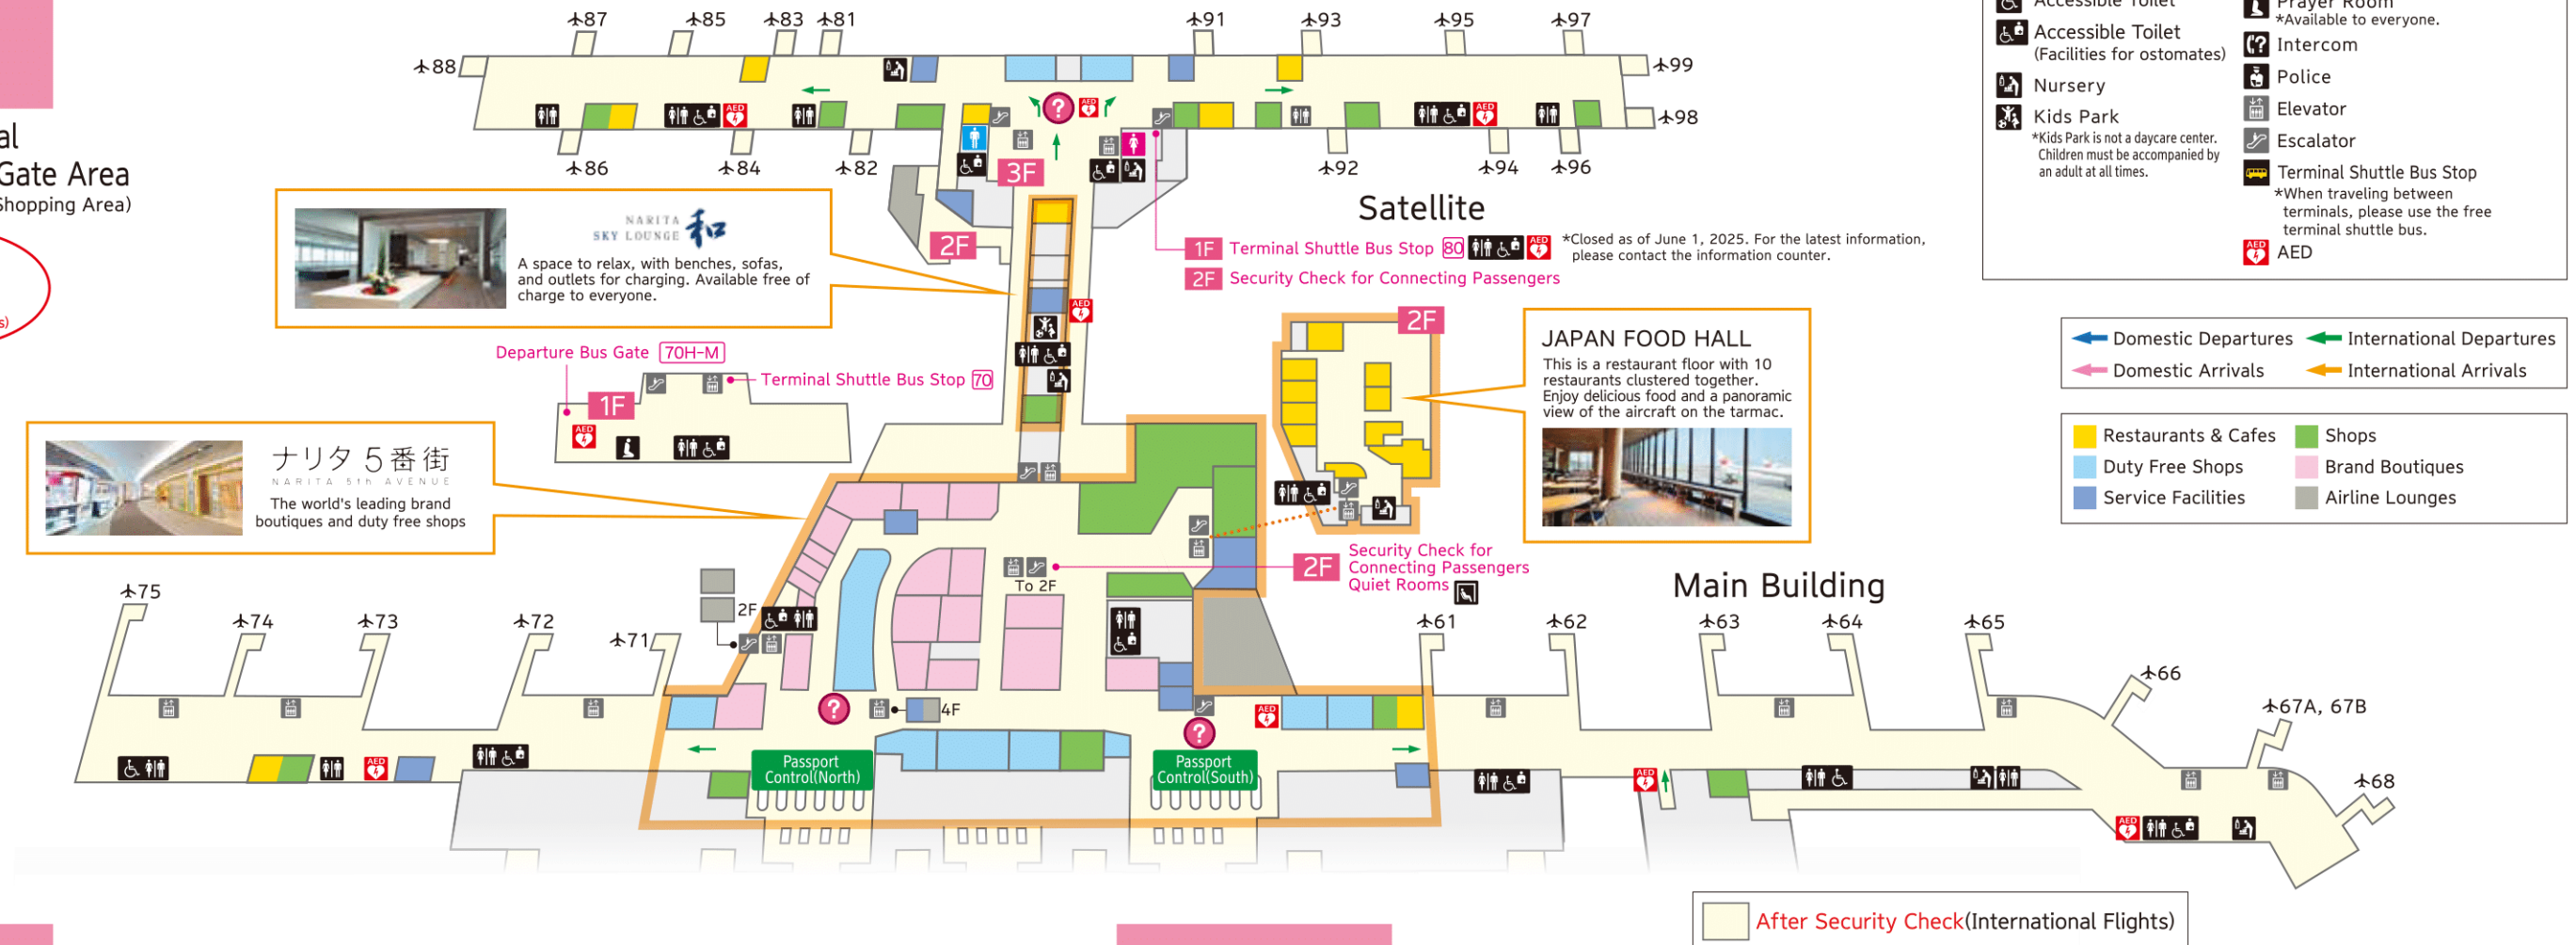 87
85
83
81
91
93
95
97
88
99
98
86
84
82
92
94
96
3F
2F
AED
AED
AED
Satellite
al
Gate Area
Shopping Area)
s)
NARITA
SKY LOUNGE 和
A space to relax, with benches, sofas,
and outlets for charging. Available free of
charge to everyone.
1F Terminal Shuttle Bus Stop 80 AED
*Closed as of June 1, 2025. For the latest information,
please contact the information counter.
2F Security Check for Connecting Passengers
AED
Departure Bus Gate 70H-M
Terminal Shuttle Bus Stop 70
1F
AED
2F
JAPAN FOOD HALL
This is a restaurant floor with 10
restaurants clustered together.
Enjoy delicious food and a panoramic
view of the aircraft on the tarmac.
ナリタ 5番街
NARITA 5th AVENUE
The world's leading brand
boutiques and duty free shops
2F
Security Check for
Connecting Passengers
Quiet Rooms
To 2F
Main Building
75
74
73
72
71
2F
61
62
63
64
65
66
67A, 67B
68
4F
AED
AED
AED
AED
Passport
Control(North)
Passport
Control(South)
Accessible Toilet
Accessible Toilet
(Facilities for ostomates)
Nursery
Kids Park
*Kids Park is not a daycare center.
Children must be accompanied by
an adult at all times.
Prayer Room
*Available to everyone.
Intercom
Police
Elevator
Escalator
Terminal Shuttle Bus Stop
*When traveling between
terminals, please use the free
terminal shuttle bus.
AED AED
Domestic Departures
International Departures
Domestic Arrivals
International Arrivals
Restaurants & Cafes
Shops
Duty Free Shops
Brand Boutiques
Service Facilities
Airline Lounges
After Security Check(International Flights)